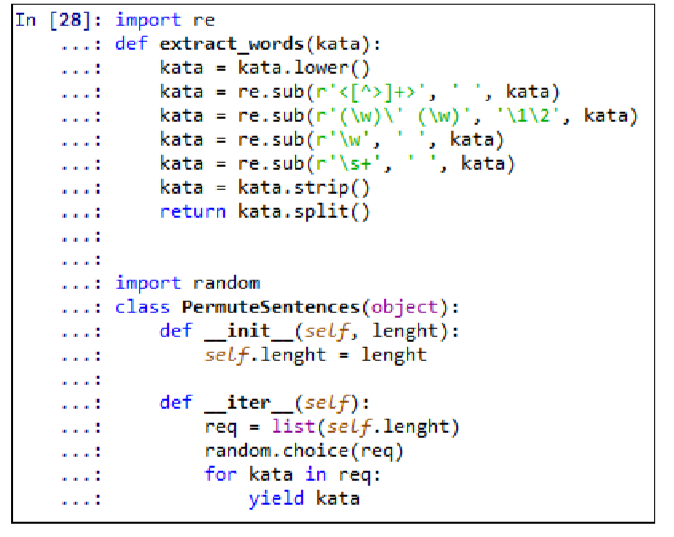 In [28]: import re
    ...: def extract_words(kata):
    ...:     kata = kata.lower()
    ...:     kata = re.sub(r'<[^>]+>', ' ', kata)
    ...:     kata = re.sub(r'(\w)\' (\w)', '\1\2', kata)
    ...:     kata = re.sub(r'\w', ' ', kata)
    ...:     kata = re.sub(r'\s+', ' ', kata)
    ...:     kata = kata.strip()
    ...:     return kata.split()
    ...:
    ...:
    ...: import random
    ...: class PermuteSentences(object):
    ...:     def __init__(self, lenght):
    ...:         self.lenght = lenght
    ...:
    ...:     def __iter__(self):
    ...:         req = list(self.lenght)
    ...:         random.choice(req)
    ...:         for kata in req:
    ...:             yield kata